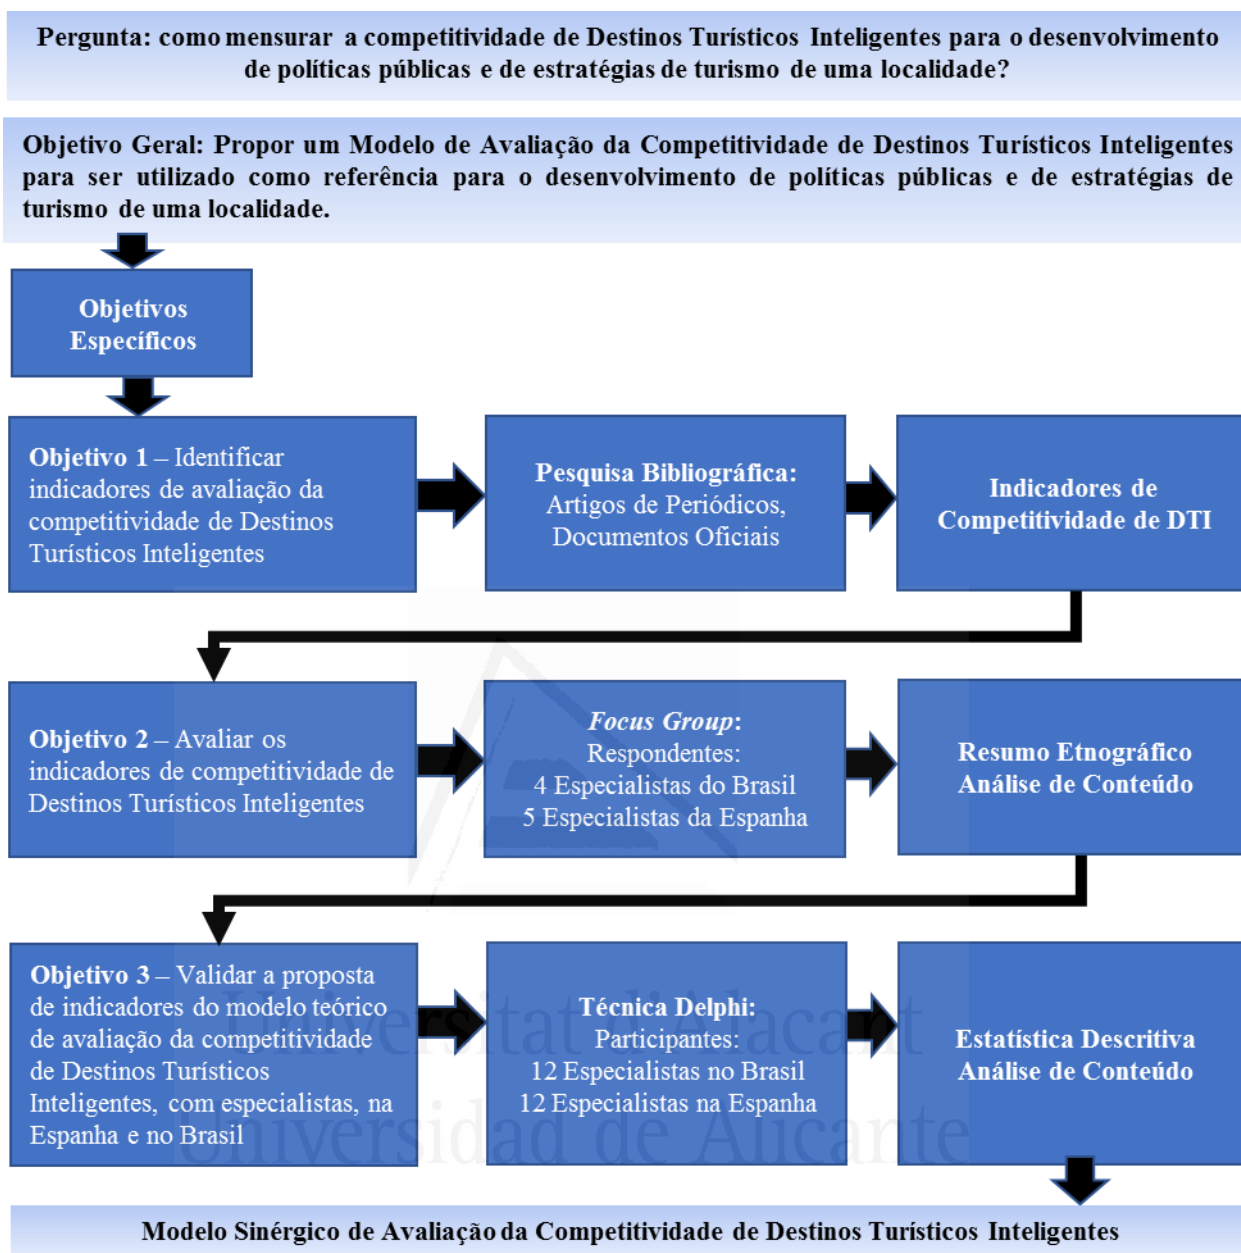 Pergunta: como mensurar a competitividade de Destinos Turísticos Inteligentes para o desenvolvimento
de políticas públicas e de estratégias de turismo de uma localidade?
Objetivo Geral: Propor um Modelo de Avaliação da Competitividade de Destinos Turísticos Inteligentes
para ser utilizado como referência para o desenvolvimento de políticas públicas e de estratégias de
turismo de uma localidade.
Objetivos
Específicos
Objetivo 1 – Identificar
indicadores de avaliação da
competitividade de Destinos
Turísticos Inteligentes
Pesquisa Bibliográfica:
Artigos de Periódicos,
Documentos Oficiais
Indicadores de
Competitividade de DTI
Objetivo 2 – Avaliar os
indicadores de competitividade de
Destinos Turísticos Inteligentes
Focus Group:
Respondentes:
4 Especialistas do Brasil
5 Especialistas da Espanha
Resumo Etnográfico
Análise de Conteúdo
Objetivo 3 – Validar a proposta
de indicadores do modelo teórico
de avaliação da competitividade
de Destinos Turísticos
Inteligentes, com especialistas, na
Espanha e no Brasil
Técnica Delphi:
Participantes:
12 Especialistas no Brasil
12 Especialistas na Espanha
Estatística Descritiva
Análise de Conteúdo
Universitat d'Alacant
Universidad de Alicante
Modelo Sinérgico de Avaliação da Competitividade de Destinos Turísticos Inteligentes